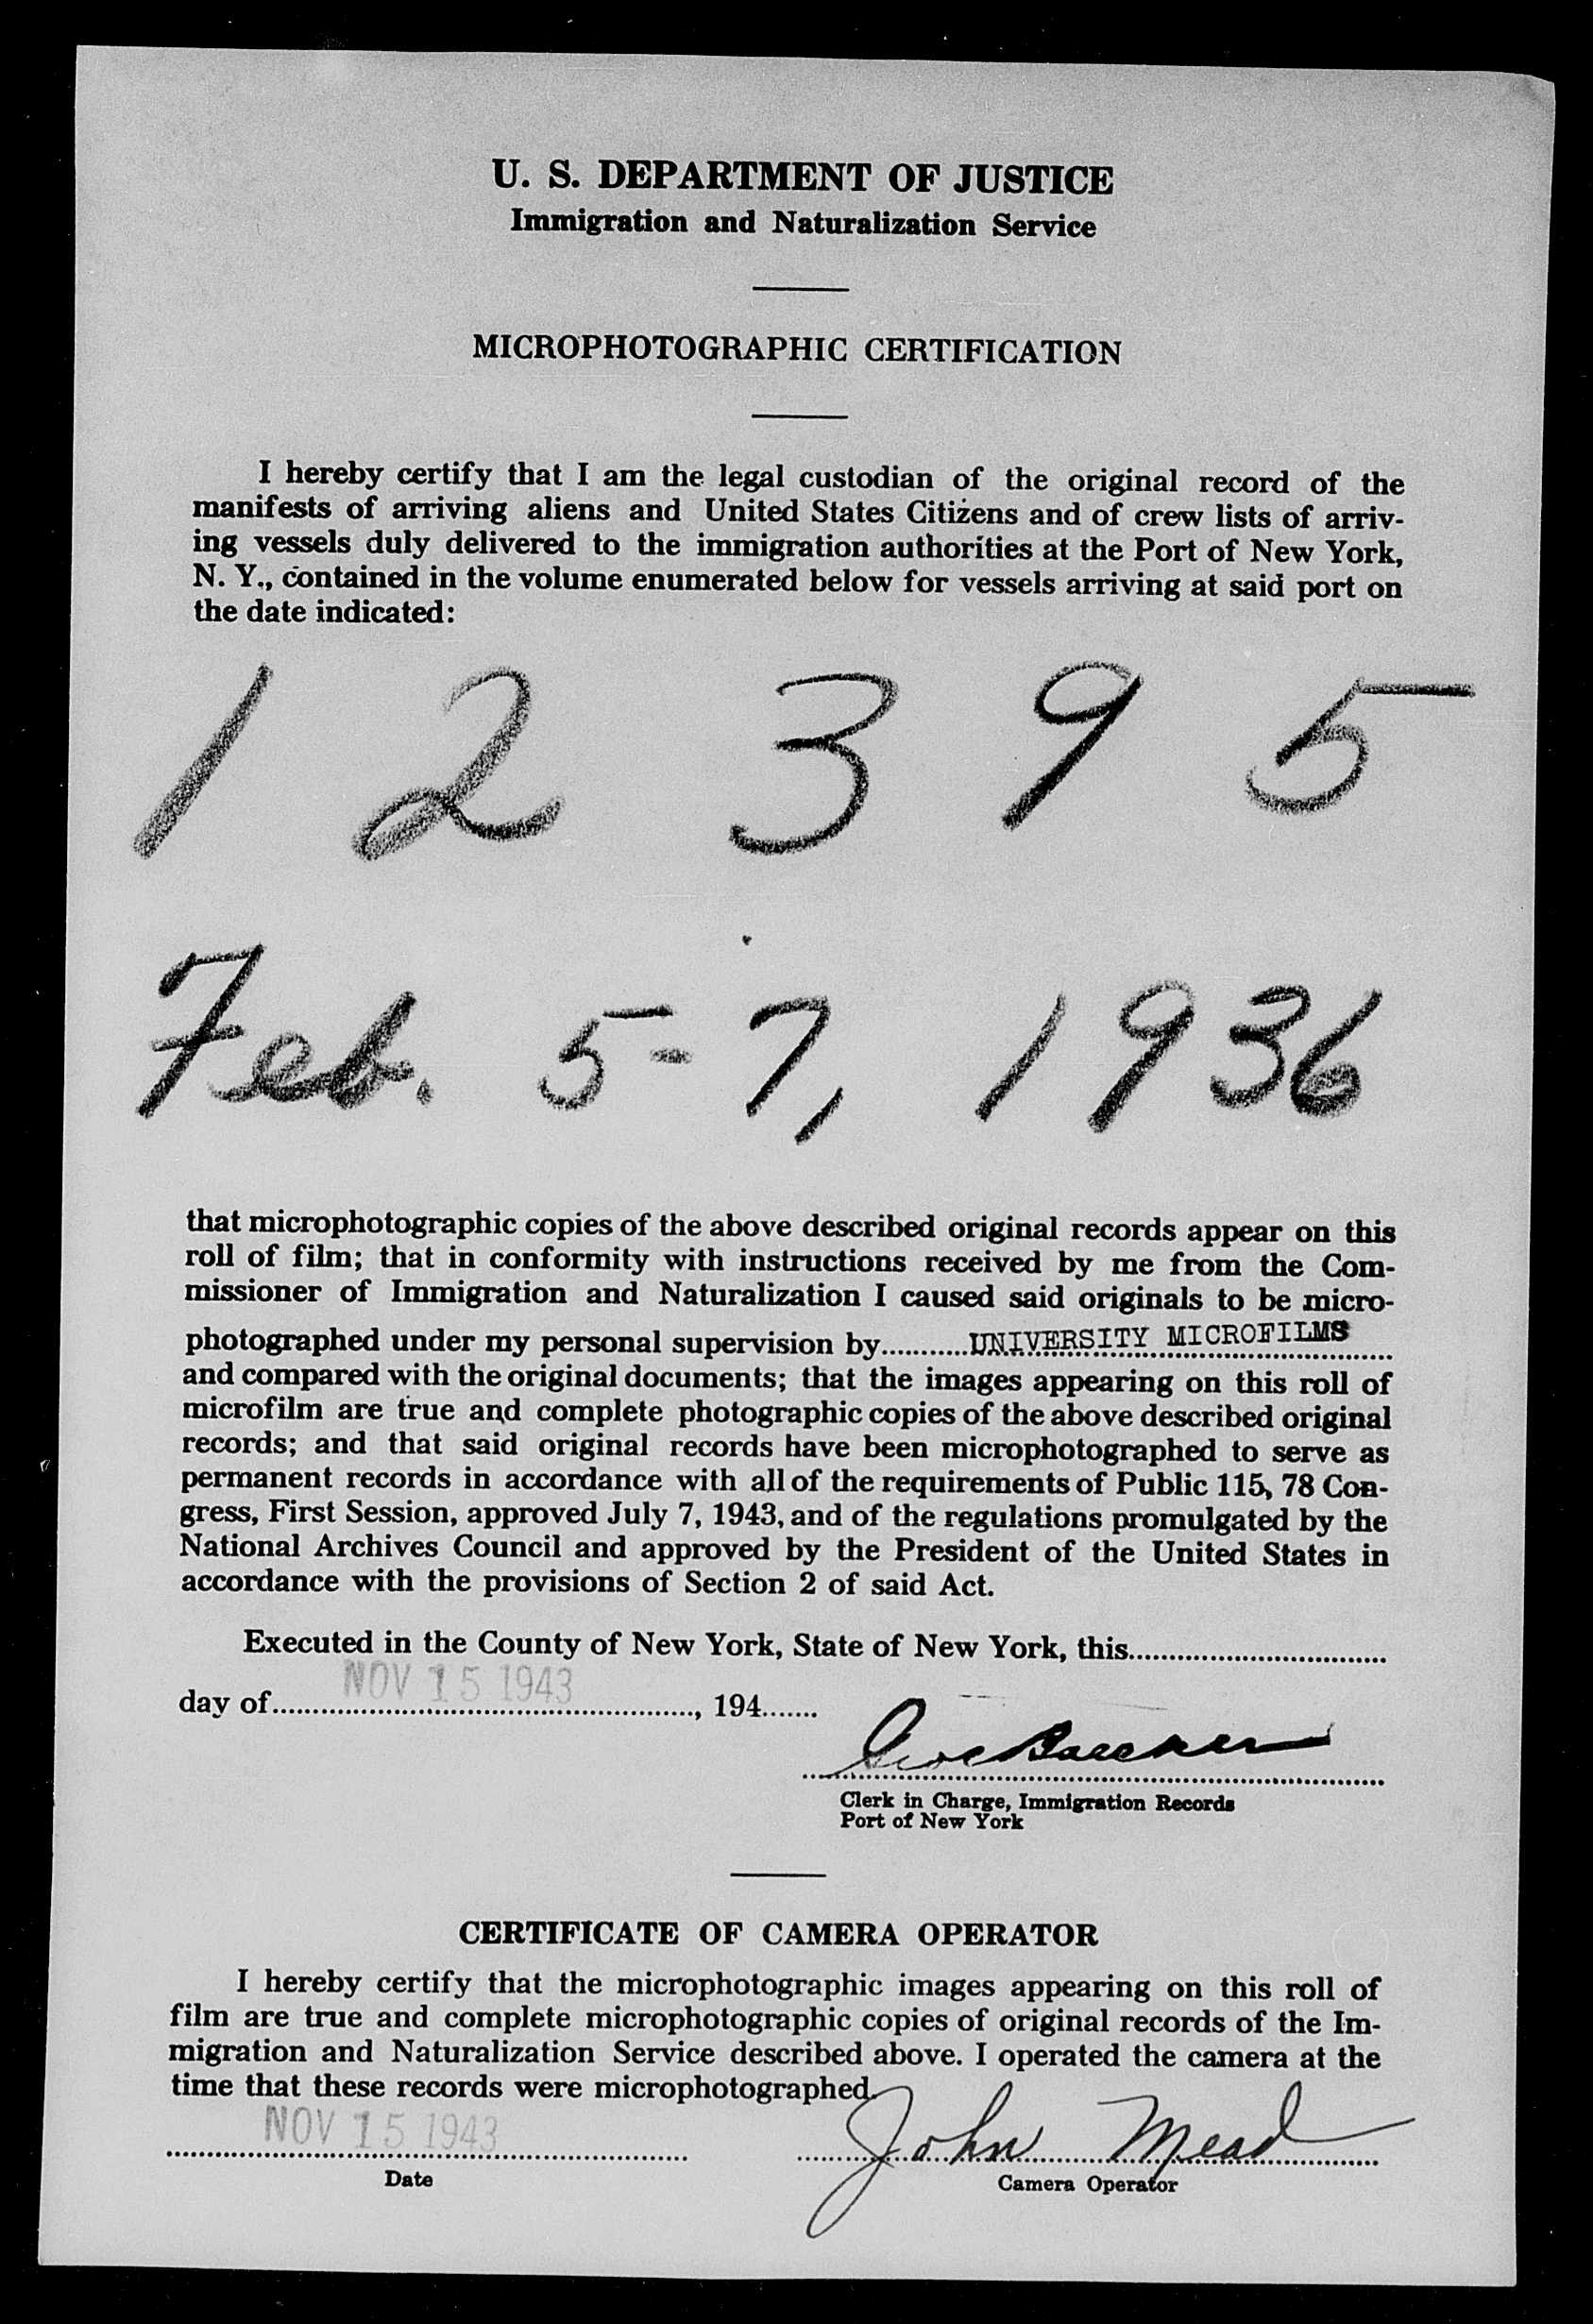 U. S. DEPARTMENT OF JUSTICE
Immigration and Naturalization Service
MICROPHOTOGRAPHIC CERTIFICATION
I hereby certify that I am the legal custodian of the original record of the
manifests of arriving aliens and United States Citizens and of crew lists of arriv-
ing vessels duly delivered to the immigration authorities at the Port of New York,
N. Y., contained in the volume enumerated below for vessels arriving at said port on
the date indicated:
1 2 3 9 5
Feb. 5-7, 1936
that microphotographic copies of the above described original records appear on this
roll of film; that in conformity with instructions received by me from the Com-
missioner of Immigration and Naturalization I caused said originals to be micro-
photographed under my personal supervision by...........UNIVERSITY MICROFILMS
and compared with the original documents; that the images appearing on this roll of
microfilm are true and complete photographic copies of the above described original
records; and that said original records have been microphotographed to serve as
permanent records in accordance with all of the requirements of Public 115, 78 Con-
gress, First Session, approved July 7, 1943, and of the regulations promulgated by the
National Archives Council and approved by the President of the United States in
accordance with the provisions of Section 2 of said Act.
Executed in the County of New York, State of New York, this................................
NOV 15 1943
day of...................................................., 194.......
Clerk in Charge, Immigration Records
Port of New York
CERTIFICATE OF CAMERA OPERATOR
I hereby certify that the microphotographic images appearing on this roll of
film are true and complete microphotographic copies of original records of the Im-
migration and Naturalization Service described above. I operated the camera at the
time that these records were microphotographed.
NOV 15 1943 John Mead
Date Camera Operator